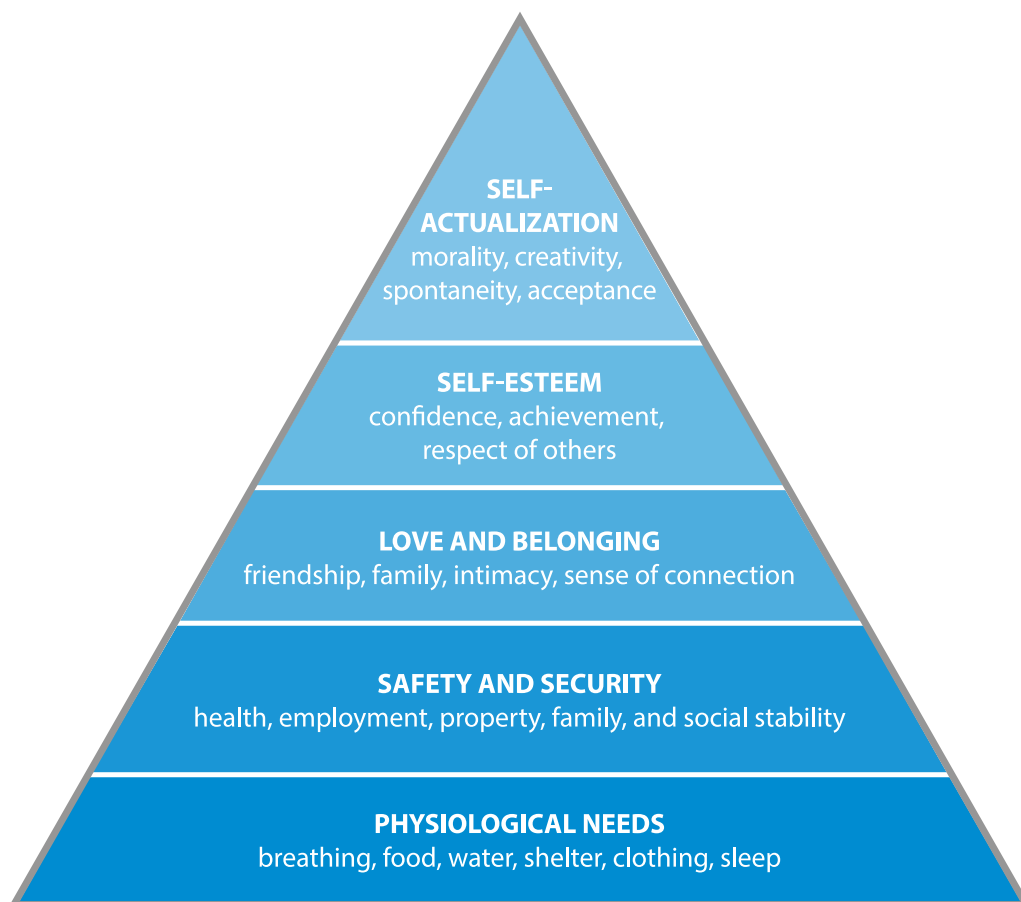 SELF-
ACTUALIZATION
morality, creativity,
spontaneity, acceptance
SELF-ESTEEM
confidence, achievement,
respect of others
LOVE AND BELONGING
friendship, family, intimacy, sense of connection
SAFETY AND SECURITY
health, employment, property, family, and social stability
PHYSIOLOGICAL NEEDS
breathing, food, water, shelter, clothing, sleep